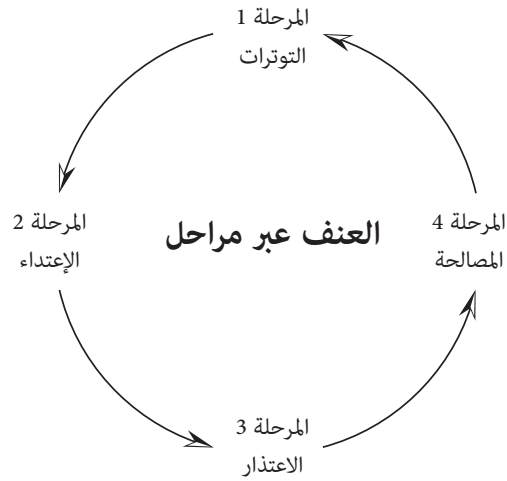 المرحلة 1
التوترات
المرحلة 2
الإعتداء
العنف عبر مراحل
المرحلة 4
المصالحة
المرحلة 3
الاعتذار